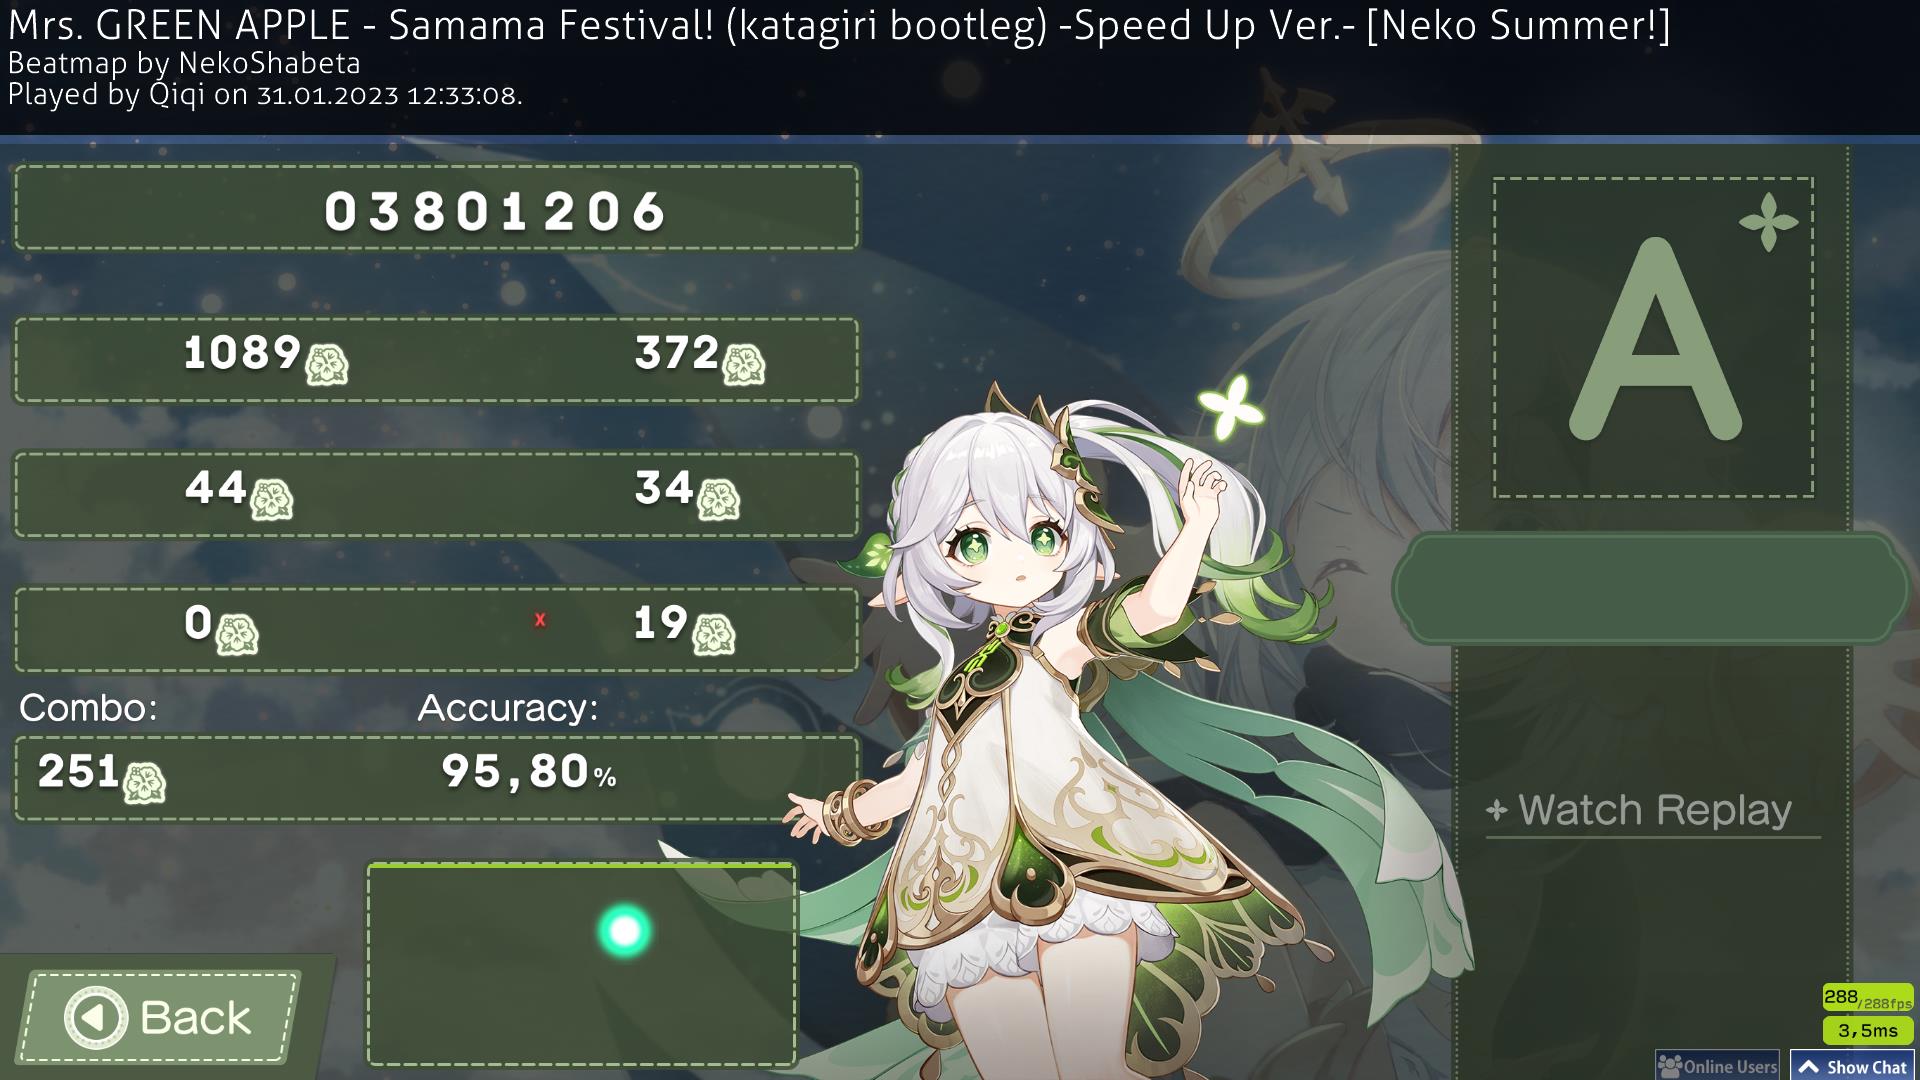 Mrs. GREEN APPLE - Samama Festival! (katagiri bootleg) -Speed Up Ver.- [Neko Summer!]
Beatmap by NekoShabeta
Played by Qiqi on 31.01.2023 12:33:08.
03801206
A
1089 372
44 34
0 x 19
Combo: Accuracy:
251 95,80%
Watch Replay
Back
288/288fps
3,5ms
Online Users
Show Chat